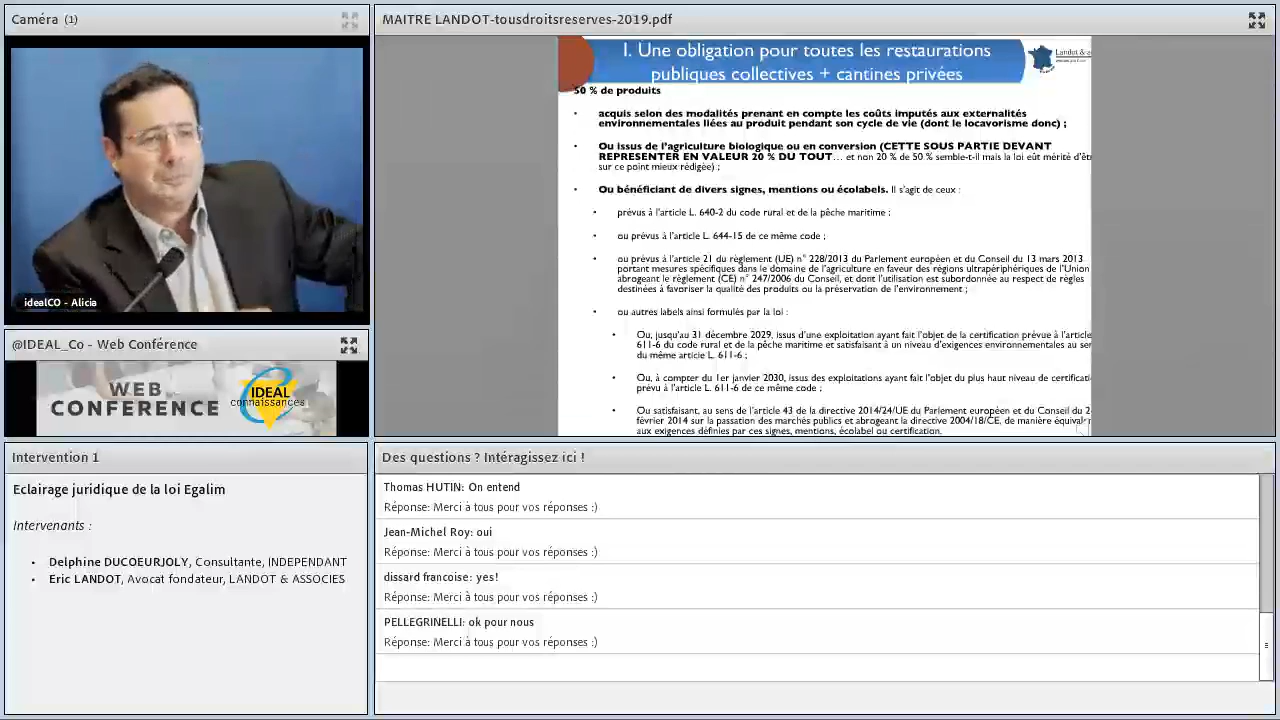 Caméra (1)
MAITRE LANDOT-tousdroitsreserves-2019.pdf
idealCO - Alicia
I. Une obligation pour toutes les restaurations
publiques collectives + cantines privées
Landot & a
50 % de produits
• acquis selon des modalités prenant en compte les coûts imputés aux externalités
environnementales liées au produit pendant son cycle de vie (dont le locavorisme donc) ;
• Ou issus de l'agriculture biologique ou en conversion (CETTE SOUS PARTIE DEVANT
REPRESENTER EN VALEUR 20 % DU TOUT… et non 20 % de 50 % semble-t-il mais la loi eût mérité d'êt
sur ce point mieux rédigée) ;
• Ou bénéficiant de divers signes, mentions ou écolabels. Il s'agit de ceux :
• prévus à l'article L. 640-2 du code rural et de la pêche maritime ;
• ou prévus à l'article L. 644-15 de ce même code ;
• ou prévus à l'article 21 du règlement (UE) n° 228/2013 du Parlement européen et du Conseil du 13 mars 2013
portant mesures spécifiques dans le domaine de l'agriculture en faveur des régions ultrapériphériques de l'Union
abrogeant le règlement (CE) n° 247/2006 du Conseil, et dont l'utilisation est subordonnée au respect de règles
destinées à favoriser la qualité des produits ou la préservation de l'environnement ;
• ou autres labels ainsi formulés par la loi :
• Ou, jusqu'au 31 décembre 2029, issus d'une exploitation ayant fait l'objet de la certification prévue à l'article
611-6 du code rural et de la pêche maritime et satisfaisant à un niveau d'exigences environnementales au se
du même article L. 611-6 ;
• Ou, à compter du 1er janvier 2030, issus des exploitations ayant fait l'objet du plus haut niveau de certificati
prévu à l'article L. 611-6 de ce même code ;
• Ou satisfaisant, au sens de l'article 43 de la directive 2014/24/UE du Parlement européen et du Conseil du 2
février 2014 sur la passation des marchés publics et abrogeant la directive 2004/18/CE, de manière équival
aux exigences définies par ces signes, mentions, écolabel ou certification.
@IDEAL_Co - Web Conférence
WEB
CONFERENCE
IDEAL
connaissances
Intervention 1
Eclairage juridique de la loi Egalim
Intervenants :
• Delphine DUCOEURJOLY, Consultante, INDEPENDANT
• Eric LANDOT, Avocat fondateur, LANDOT & ASSOCIES
Des questions ? Intéragissez ici !
Thomas HUTIN: On entend
Réponse: Merci à tous pour vos réponses :)
Jean-Michel Roy: oui
Réponse: Merci à tous pour vos réponses :)
dissard francoise: yes!
Réponse: Merci à tous pour vos réponses :)
PELLEGRINELLI: ok pour nous
Réponse: Merci à tous pour vos réponses :)